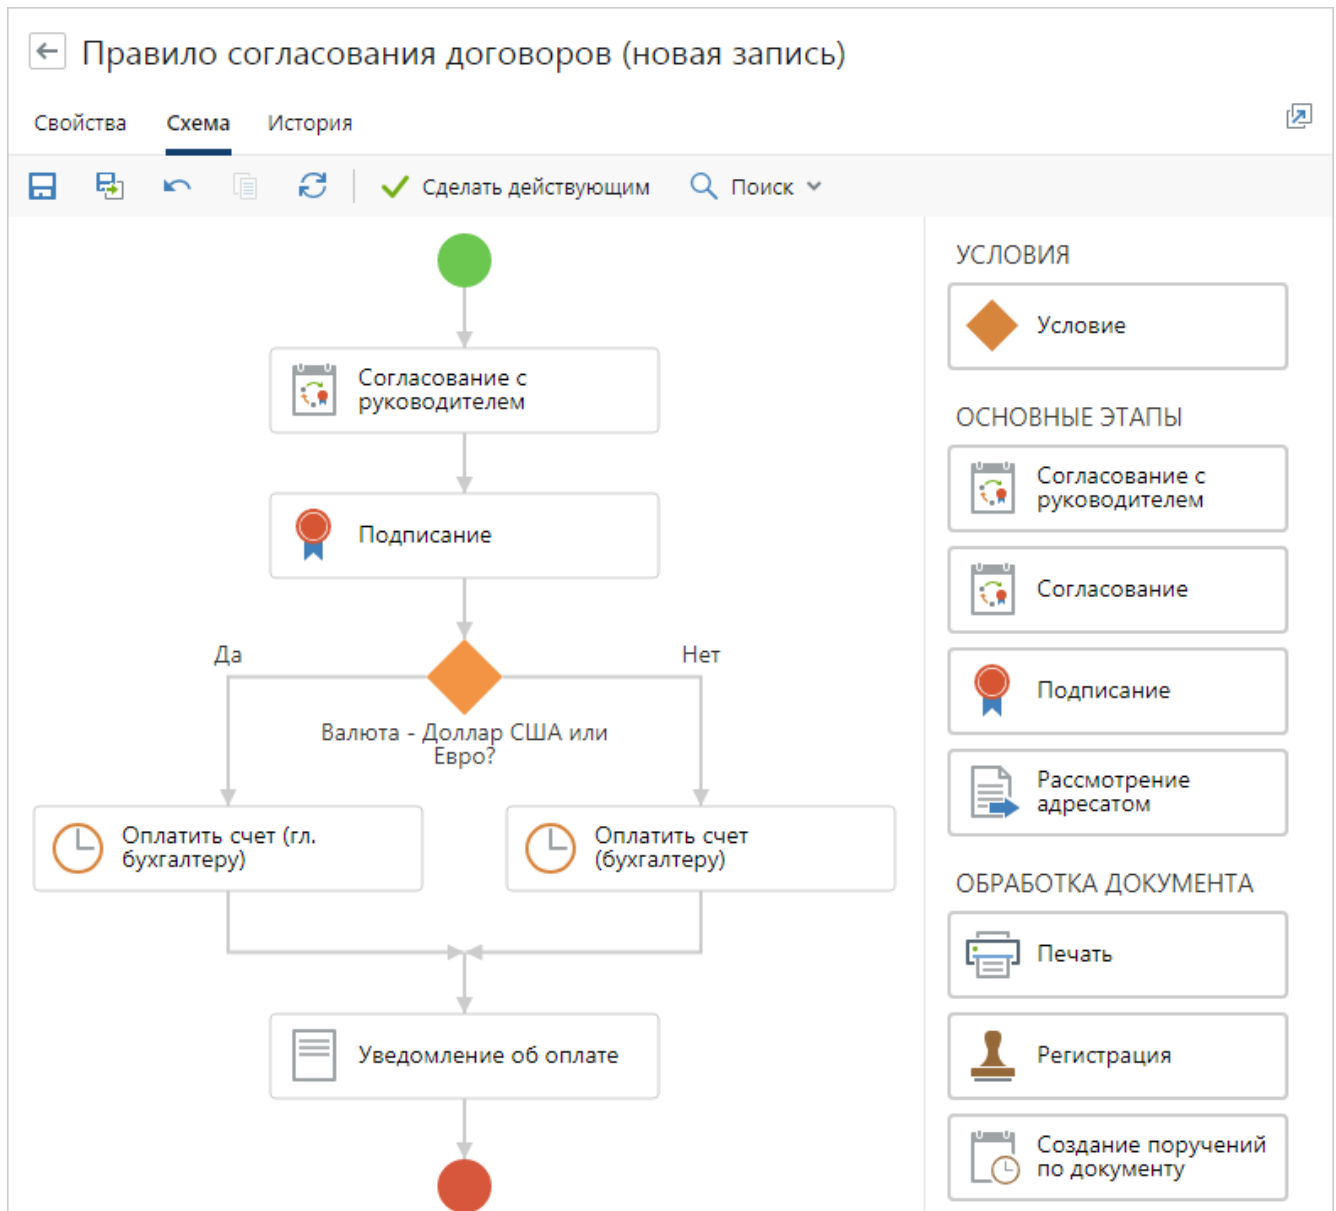 Правило согласования договоров (новая запись)
Свойства
Схема
История
Сделать действующим
Поиск
Согласование с
руководителем
Подписание
Да
Нет
Валюта - Доллар США или
Евро?
Оплатить счет (гл.
бухгалтеру)
Оплатить счет
(бухгалтеру)
Уведомление об оплате
УСЛОВИЯ
Условие
ОСНОВНЫЕ ЭТАПЫ
Согласование с
руководителем
Согласование
Подписание
Рассмотрение
адресатом
ОБРАБОТКА ДОКУМЕНТА
Печать
Регистрация
Создание поручений
по документу